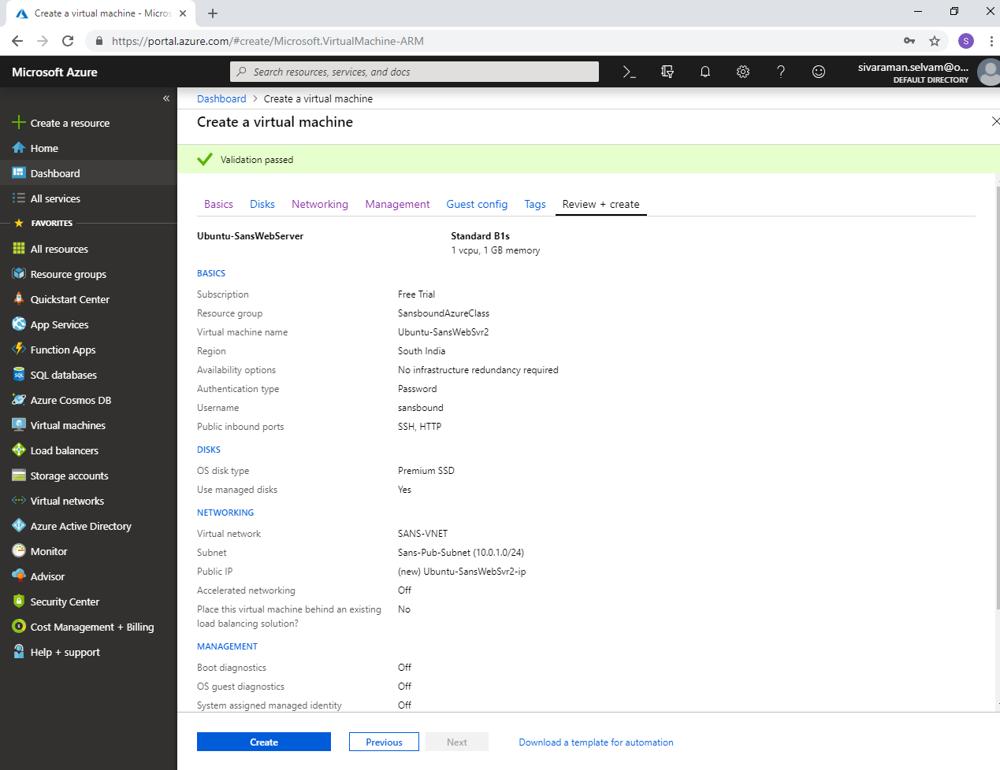 Create a virtual machine - Micros
https://portal.azure.com/#create/Microsoft.VirtualMachine-ARM
S
Microsoft Azure
Search resources, services, and docs
sivaraman.selvam@o...
DEFAULT DIRECTORY
Create a resource
Home
Dashboard
All services
FAVORITES
All resources
Resource groups
Quickstart Center
App Services
Function Apps
SQL databases
Azure Cosmos DB
Virtual machines
Load balancers
Storage accounts
Virtual networks
Azure Active Directory
Monitor
Advisor
Security Center
Cost Management + Billing
Help + support
Dashboard > Create a virtual machine
Create a virtual machine
Validation passed
Basics Disks Networking Management Guest config Tags Review + create
Ubuntu-SansWebServer Standard B1s
1 vcpu, 1 GB memory
BASICS
Subscription Free Trial
Resource group SansboundAzureClass
Virtual machine name Ubuntu-SansWebSvr2
Region South India
Availability options No infrastructure redundancy required
Authentication type Password
Username sansbound
Public inbound ports SSH, HTTP
DISKS
OS disk type Premium SSD
Use managed disks Yes
NETWORKING
Virtual network SANS-VNET
Subnet Sans-Pub-Subnet (10.0.1.0/24)
Public IP (new) Ubuntu-SansWebSvr2-ip
Accelerated networking Off
Place this virtual machine behind an existing No
load balancing solution?
MANAGEMENT
Boot diagnostics Off
OS guest diagnostics Off
System assigned managed identity Off
Create Previous Next Download a template for automation